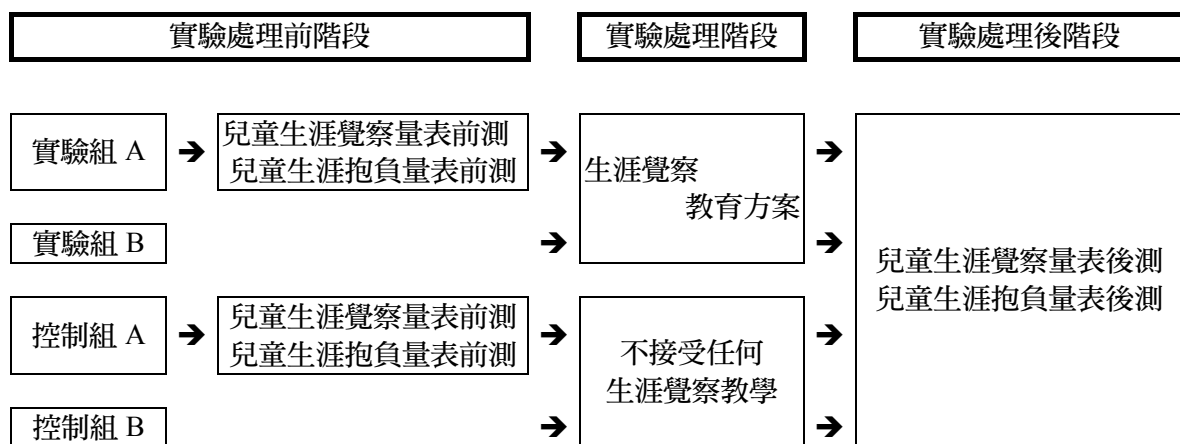 實驗處理前階段
實驗處理階段
實驗處理後階段
實驗組 A
兒童生涯覺察量表前測
兒童生涯抱負量表前測
生涯覺察
教育方案
實驗組 B
控制組 A
兒童生涯覺察量表前測
兒童生涯抱負量表前測
不接受任何
生涯覺察教學
控制組 B
兒童生涯覺察量表後測
兒童生涯抱負量表後測